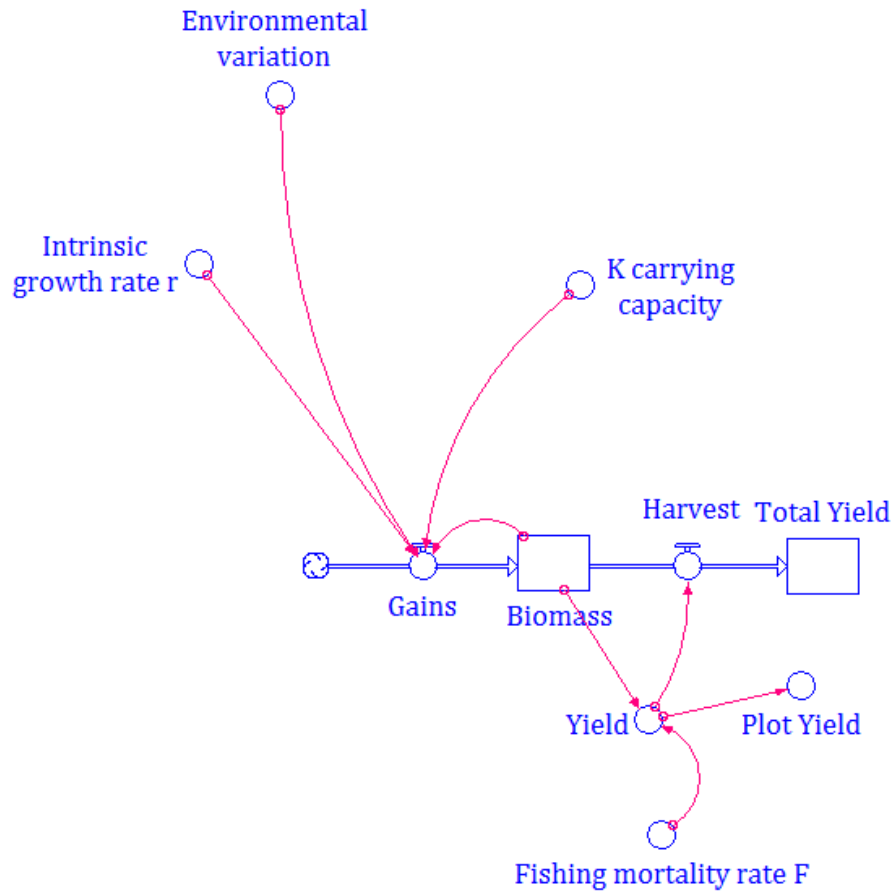 Environmental
variation
Intrinsic
growth rate r
K carrying
capacity
Harvest
Total Yield
Gains
Biomass
Yield
Plot Yield
Fishing mortality rate F